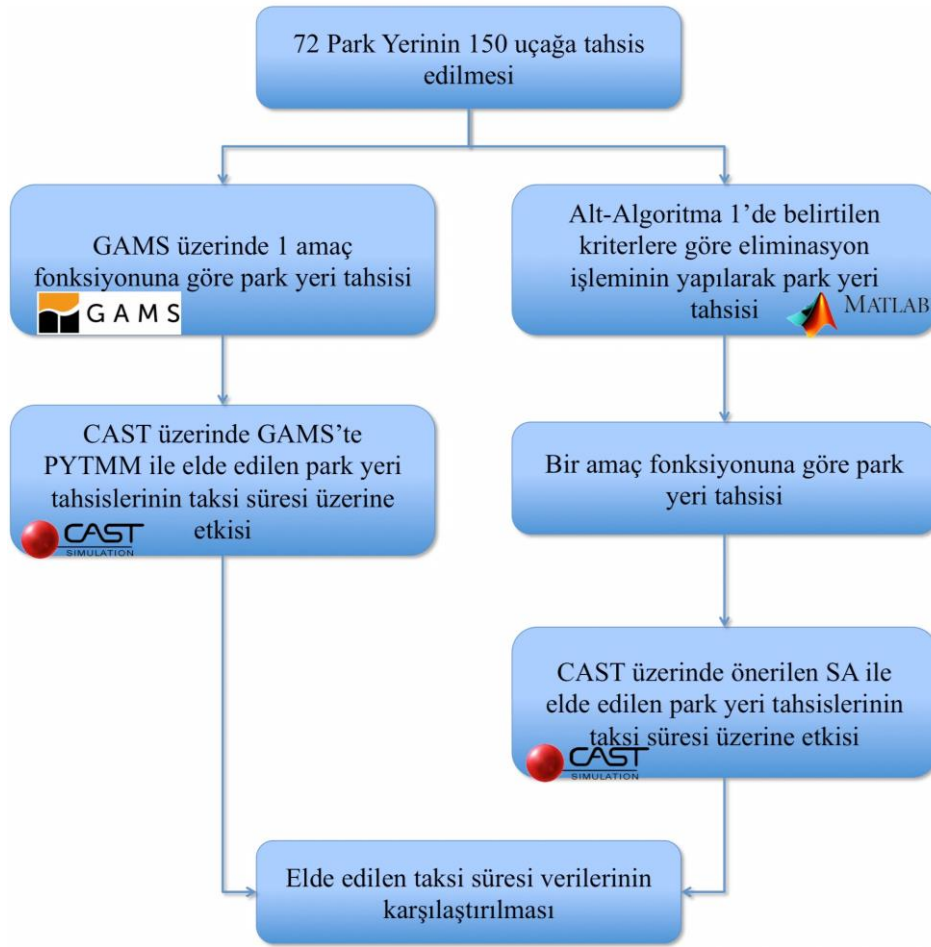 72 Park Yerinin 150 uçağa tahsis
edilmesi
GAMS üzerinde 1 amaç
fonksiyonuna göre park yeri tahsisi
GAMS
Alt-Algoritma 1’de belirtilen
kriterlere göre eliminasyon
işleminin yapılarak park yeri
tahsisi
MATLAB
CAST üzerinde GAMS’te
PYTMM ile elde edilen park yeri
tahsislerinin taksi süresi üzerine
etkisi
CAST
SIMULATION
Bir amaç fonksiyonuna göre park
yeri tahsisi
CAST üzerinde önerilen SA ile
elde edilen park yeri tahsislerinin
taksi süresi üzerine etkisi
CAST
SIMULATION
Elde edilen taksi süresi verilerinin
karşılaştırılması